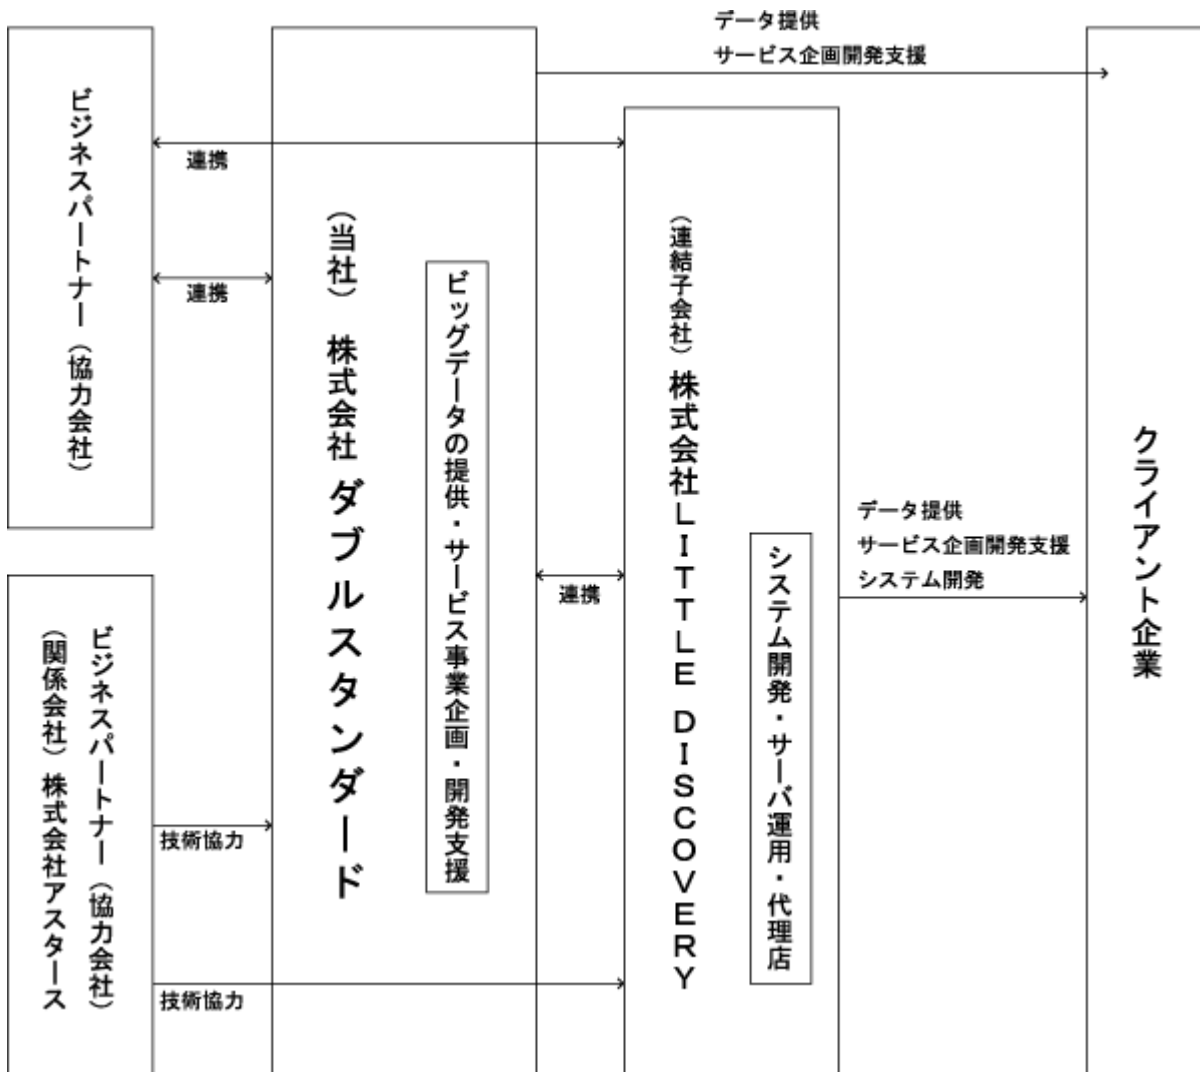 データ提供
サービス企画開発支援
ビジネスパートナー（協力会社）
連携
連携
（当社） 株式会社 ダブルスタンダード
ビッグデータの提供・サービス事業企画・開発支援
（連結子会社）株式会社LITTLE DISCOVERY
システム開発・サーバ運用・代理店
連携
データ提供
サービス企画開発支援
システム開発
クライアント企業
ビジネスパートナー（協力会社）
（関係会社）株式会社アスタース
技術協力
技術協力